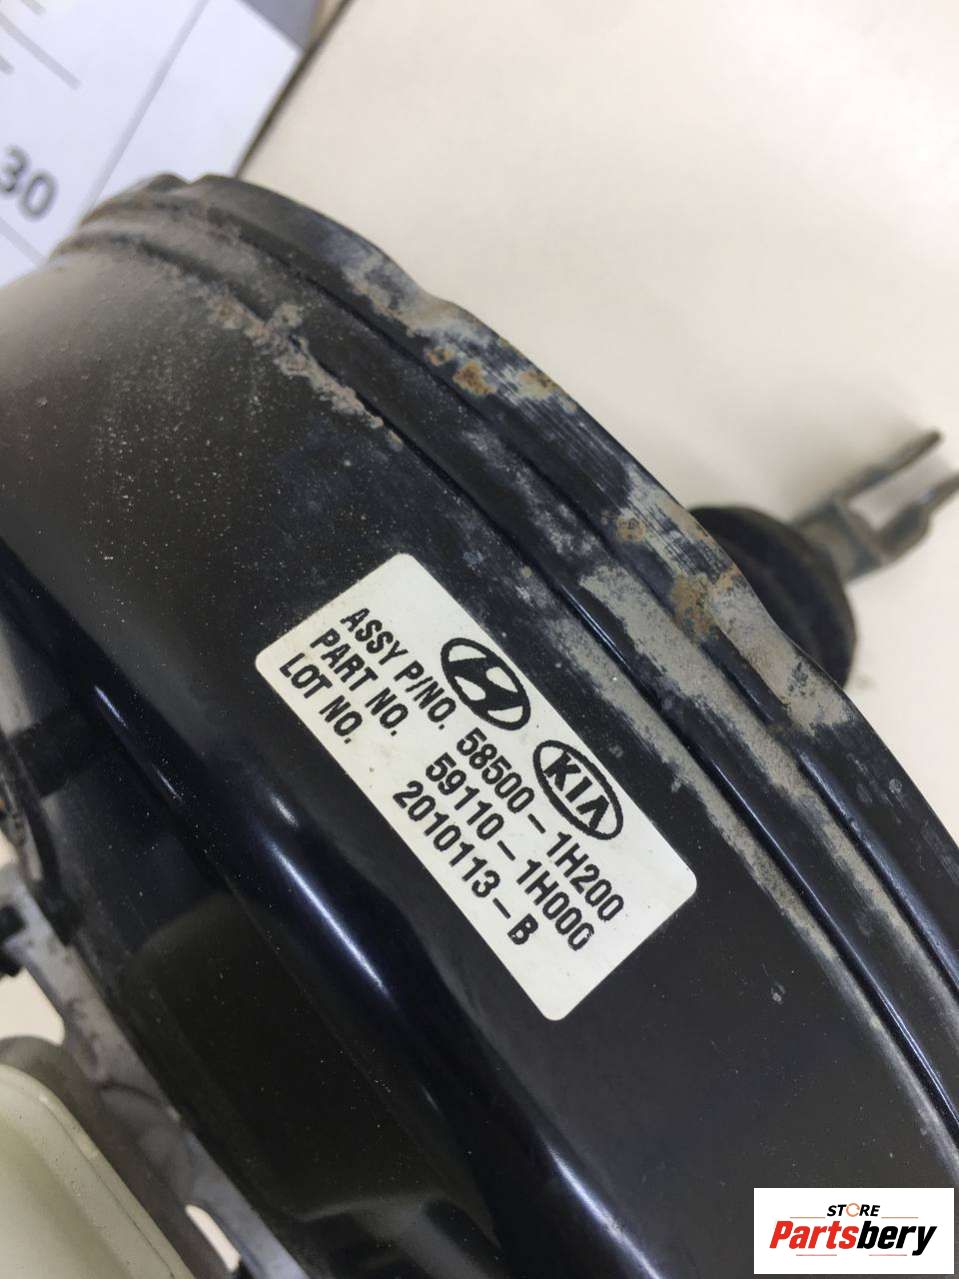 30
ASSY P/NO. 58500-1H200
PART NO. 59110-1H000
LOT NO. 2010113-B
KIA
STORE
Partsbery